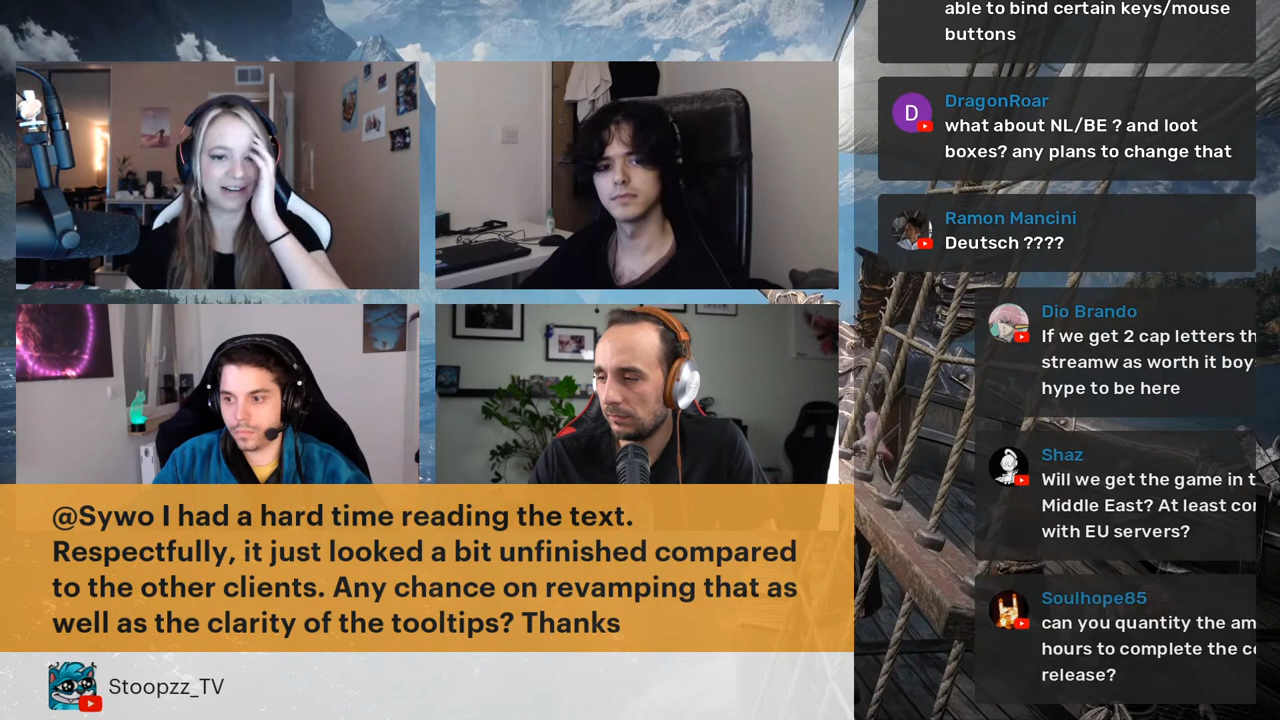 able to bind certain keys/mouse
buttons
D
DragonRoar
what about NL/BE ? and loot
boxes? any plans to change that
Ramon Mancini
Deutsch ????
Dio Brando
If we get 2 cap letters th
streamw as worth it boy
hype to be here
Shaz
Will we get the game in t
Middle East? At least co
with EU servers?
Soulhope85
can you quantity the am
hours to complete the c
release?
@Sywo I had a hard time reading the text.
Respectfully, it just looked a bit unfinished compared
to the other clients. Any chance on revamping that as
well as the clarity of the tooltips? Thanks
Stoopzz_TV